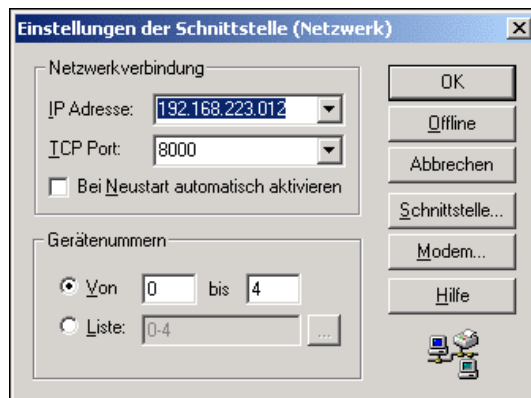 Einstellungen der Schnittstelle (Netzwerk)
Netzwerkverbindung
IP Adresse: 192.168.223.012
TCP Port: 8000
Bei Neustart automatisch aktivieren
Gerätenummern
Von 0 bis 4
Liste: 0-4 ...
OK
Offline
Abbrechen
Schnittstelle...
Modem...
Hilfe